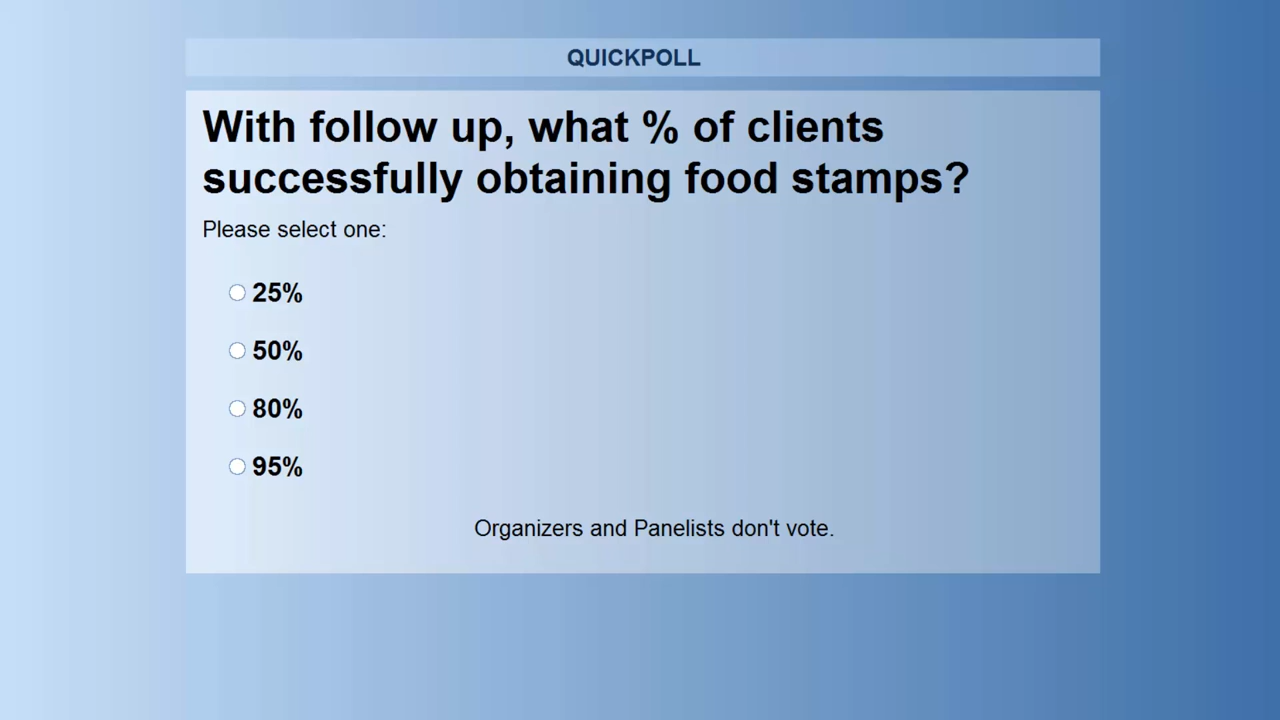 QUICKPOLL
With follow up, what % of clients
successfully obtaining food stamps?
Please select one:
25%
50%
80%
95%
Organizers and Panelists don't vote.